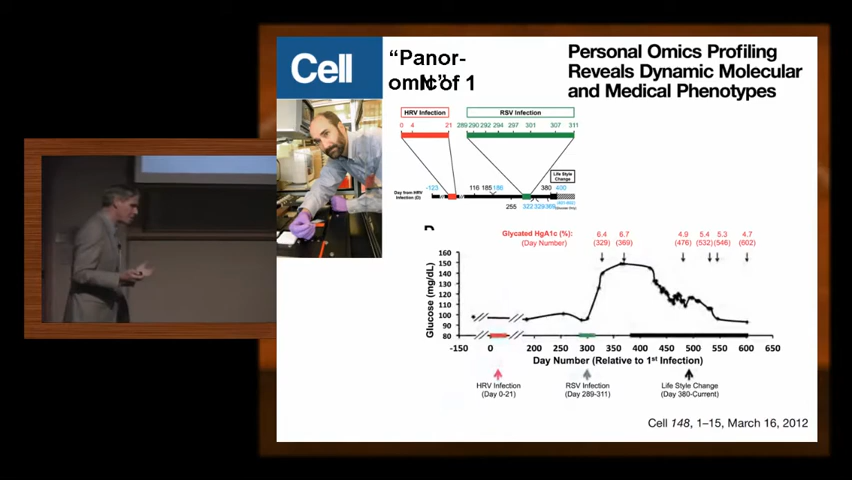 Cell
“Panor-
omic”
N of 1
Personal Omics Profiling
Reveals Dynamic Molecular
and Medical Phenotypes
HRV Infection
RSV Infection
0 4 21 289 290 292 294 297 301 307 311
Life Style
Change
Day from HRV
Infection (D)
-123 116 185 186 380 400
255 322 329 369
Glycated HgA1c (%):
(Day Number)
6.4 6.7 4.9 5.4 5.3 4.7
(329) (369) (476) (532) (546) (602)
Glucose (mg/dL)
160
150
140
130
120
110
100
90
80
-150 0 200 250 300 350 400 450 500 550 600 650
Day Number (Relative to 1st Infection)
HRV Infection
(Day 0-21)
RSV Infection
(Day 289-311)
Life Style Change
(Day 380-Current)
Cell 148, 1–15, March 16, 2012